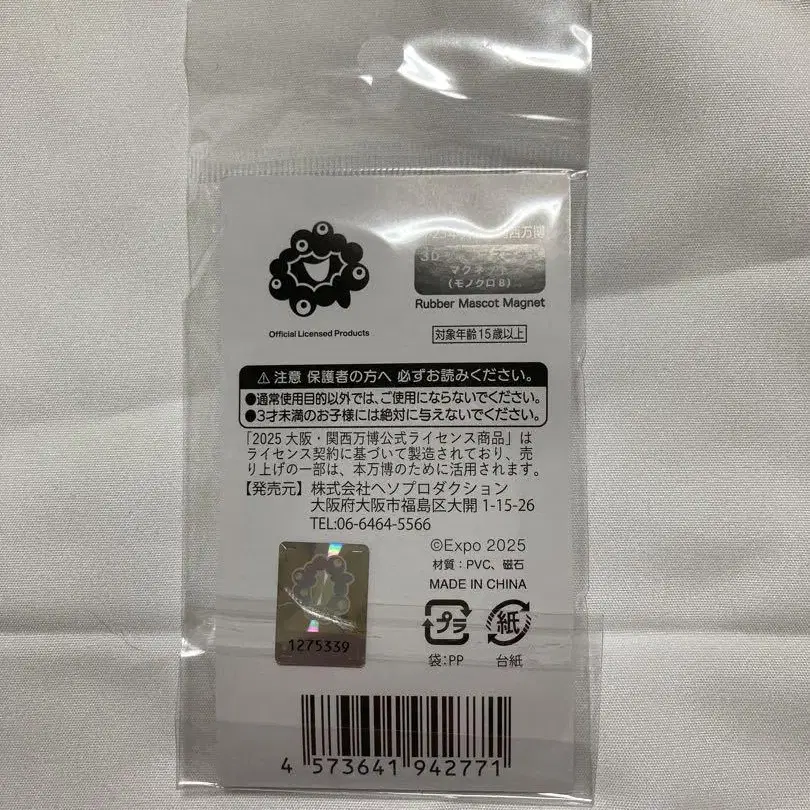 Official Licensed Products
マグネット
(モノクロB)
Rubber Mascot Magnet
対象年齢15歳以上
⚠注意 保護者の方へ 必ずお読みください。
●通常使用目的以外では、ご使用にならないでください。
●3才未満のお子様には絶対に与えないでください。
「2025 大阪・関西万博公式ライセンス商品」は
ライセンス契約に基づいて製造されており、売
り上げの一部は、本万博のために活用されます。
【発売元】株式会社ヘソプロダクション
大阪府大阪市福島区大開 1-15-26
TEL:06-6464-5566
©Expo 2025
材質：PVC、磁石
MADE IN CHINA
プラ 紙
袋:PP 台紙
1275339
4 573641 942771